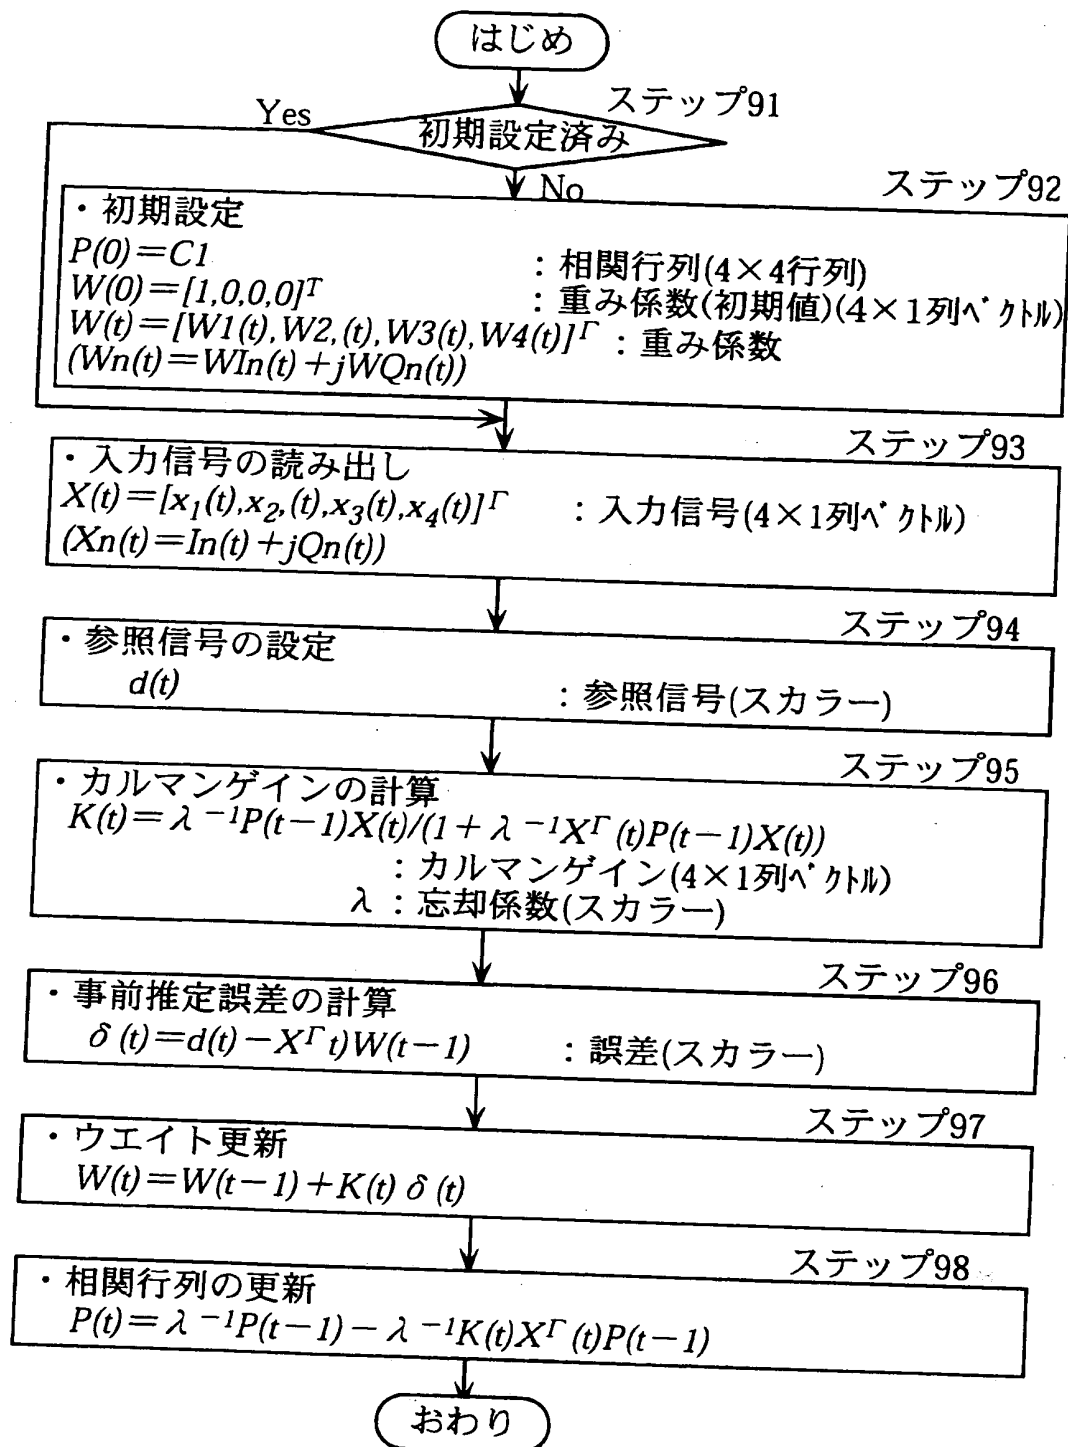 はじめ
ステップ91
Yes
初期設定済み
No
ステップ92
・初期設定
P(0)=C1 :相関行列(4×4行列)
W(0)=[1,0,0,0]T :重み係数(初期値)(4×1列ベクトル)
W(t)=[W1(t),W2,(t),W3(t),W4(t)]Γ :重み係数
(Wn(t)=WIn(t)+jWQn(t))
ステップ93
・入力信号の読み出し
X(t)=[x1(t),x2,(t),x3(t),x4(t)]Γ :入力信号(4×1列ベクトル)
(Xn(t)=In(t)+jQn(t))
ステップ94
・参照信号の設定
d(t) :参照信号(スカラー)
ステップ95
・カルマンゲインの計算
K(t)=λ−1P(t−1)X(t)/(1+λ−1XΓ(t)P(t−1)X(t))
:カルマンゲイン(4×1列ベクトル)
λ:忘却係数(スカラー)
ステップ96
・事前推定誤差の計算
δ(t)=d(t)−XΓt)W(t−1) :誤差(スカラー)
ステップ97
・ウエイト更新
W(t)=W(t−1)+K(t)δ(t)
ステップ98
・相関行列の更新
P(t)=λ−1P(t−1)−λ−1K(t)XΓ(t)P(t−1)
おわり